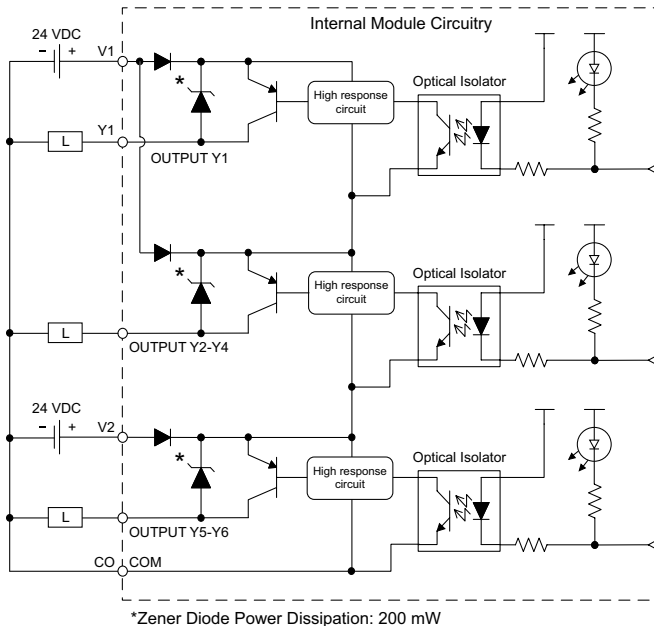 Internal Module Circuitry
24 VDC
− +
V1
*
High response
circuit
Optical Isolator
L
Y1
OUTPUT Y1
*
High response
circuit
Optical Isolator
L
OUTPUT Y2-Y4
24 VDC
− +
V2
*
High response
circuit
Optical Isolator
L
OUTPUT Y5-Y6
CO COM
*Zener Diode Power Dissipation: 200 mW